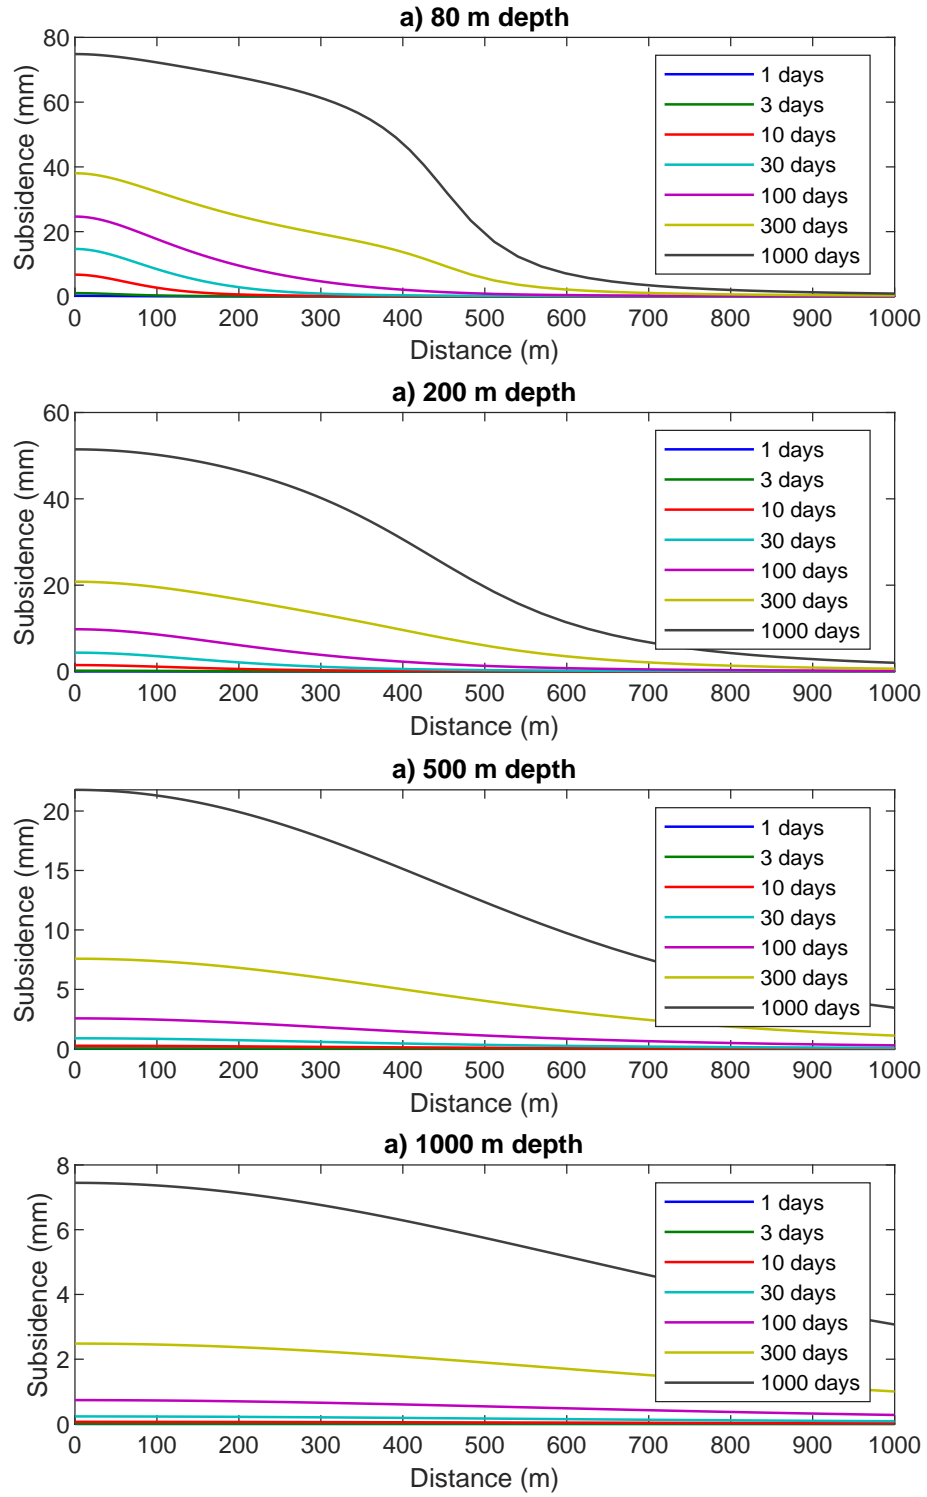 a) 80 m depth
80
60
40
20
0
Subsidence (mm)
1 days
3 days
10 days
30 days
100 days
300 days
1000 days
0 100 200 300 400 500 600 700 800 900 1000
Distance (m)
a) 200 m depth
60
40
20
0
Subsidence (mm)
1 days
3 days
10 days
30 days
100 days
300 days
1000 days
0 100 200 300 400 500 600 700 800 900 1000
Distance (m)
a) 500 m depth
20
15
10
5
0
Subsidence (mm)
1 days
3 days
10 days
30 days
100 days
300 days
1000 days
0 100 200 300 400 500 600 700 800 900 1000
Distance (m)
a) 1000 m depth
8
6
4
2
0
Subsidence (mm)
1 days
3 days
10 days
30 days
100 days
300 days
1000 days
0 100 200 300 400 500 600 700 800 900 1000
Distance (m)